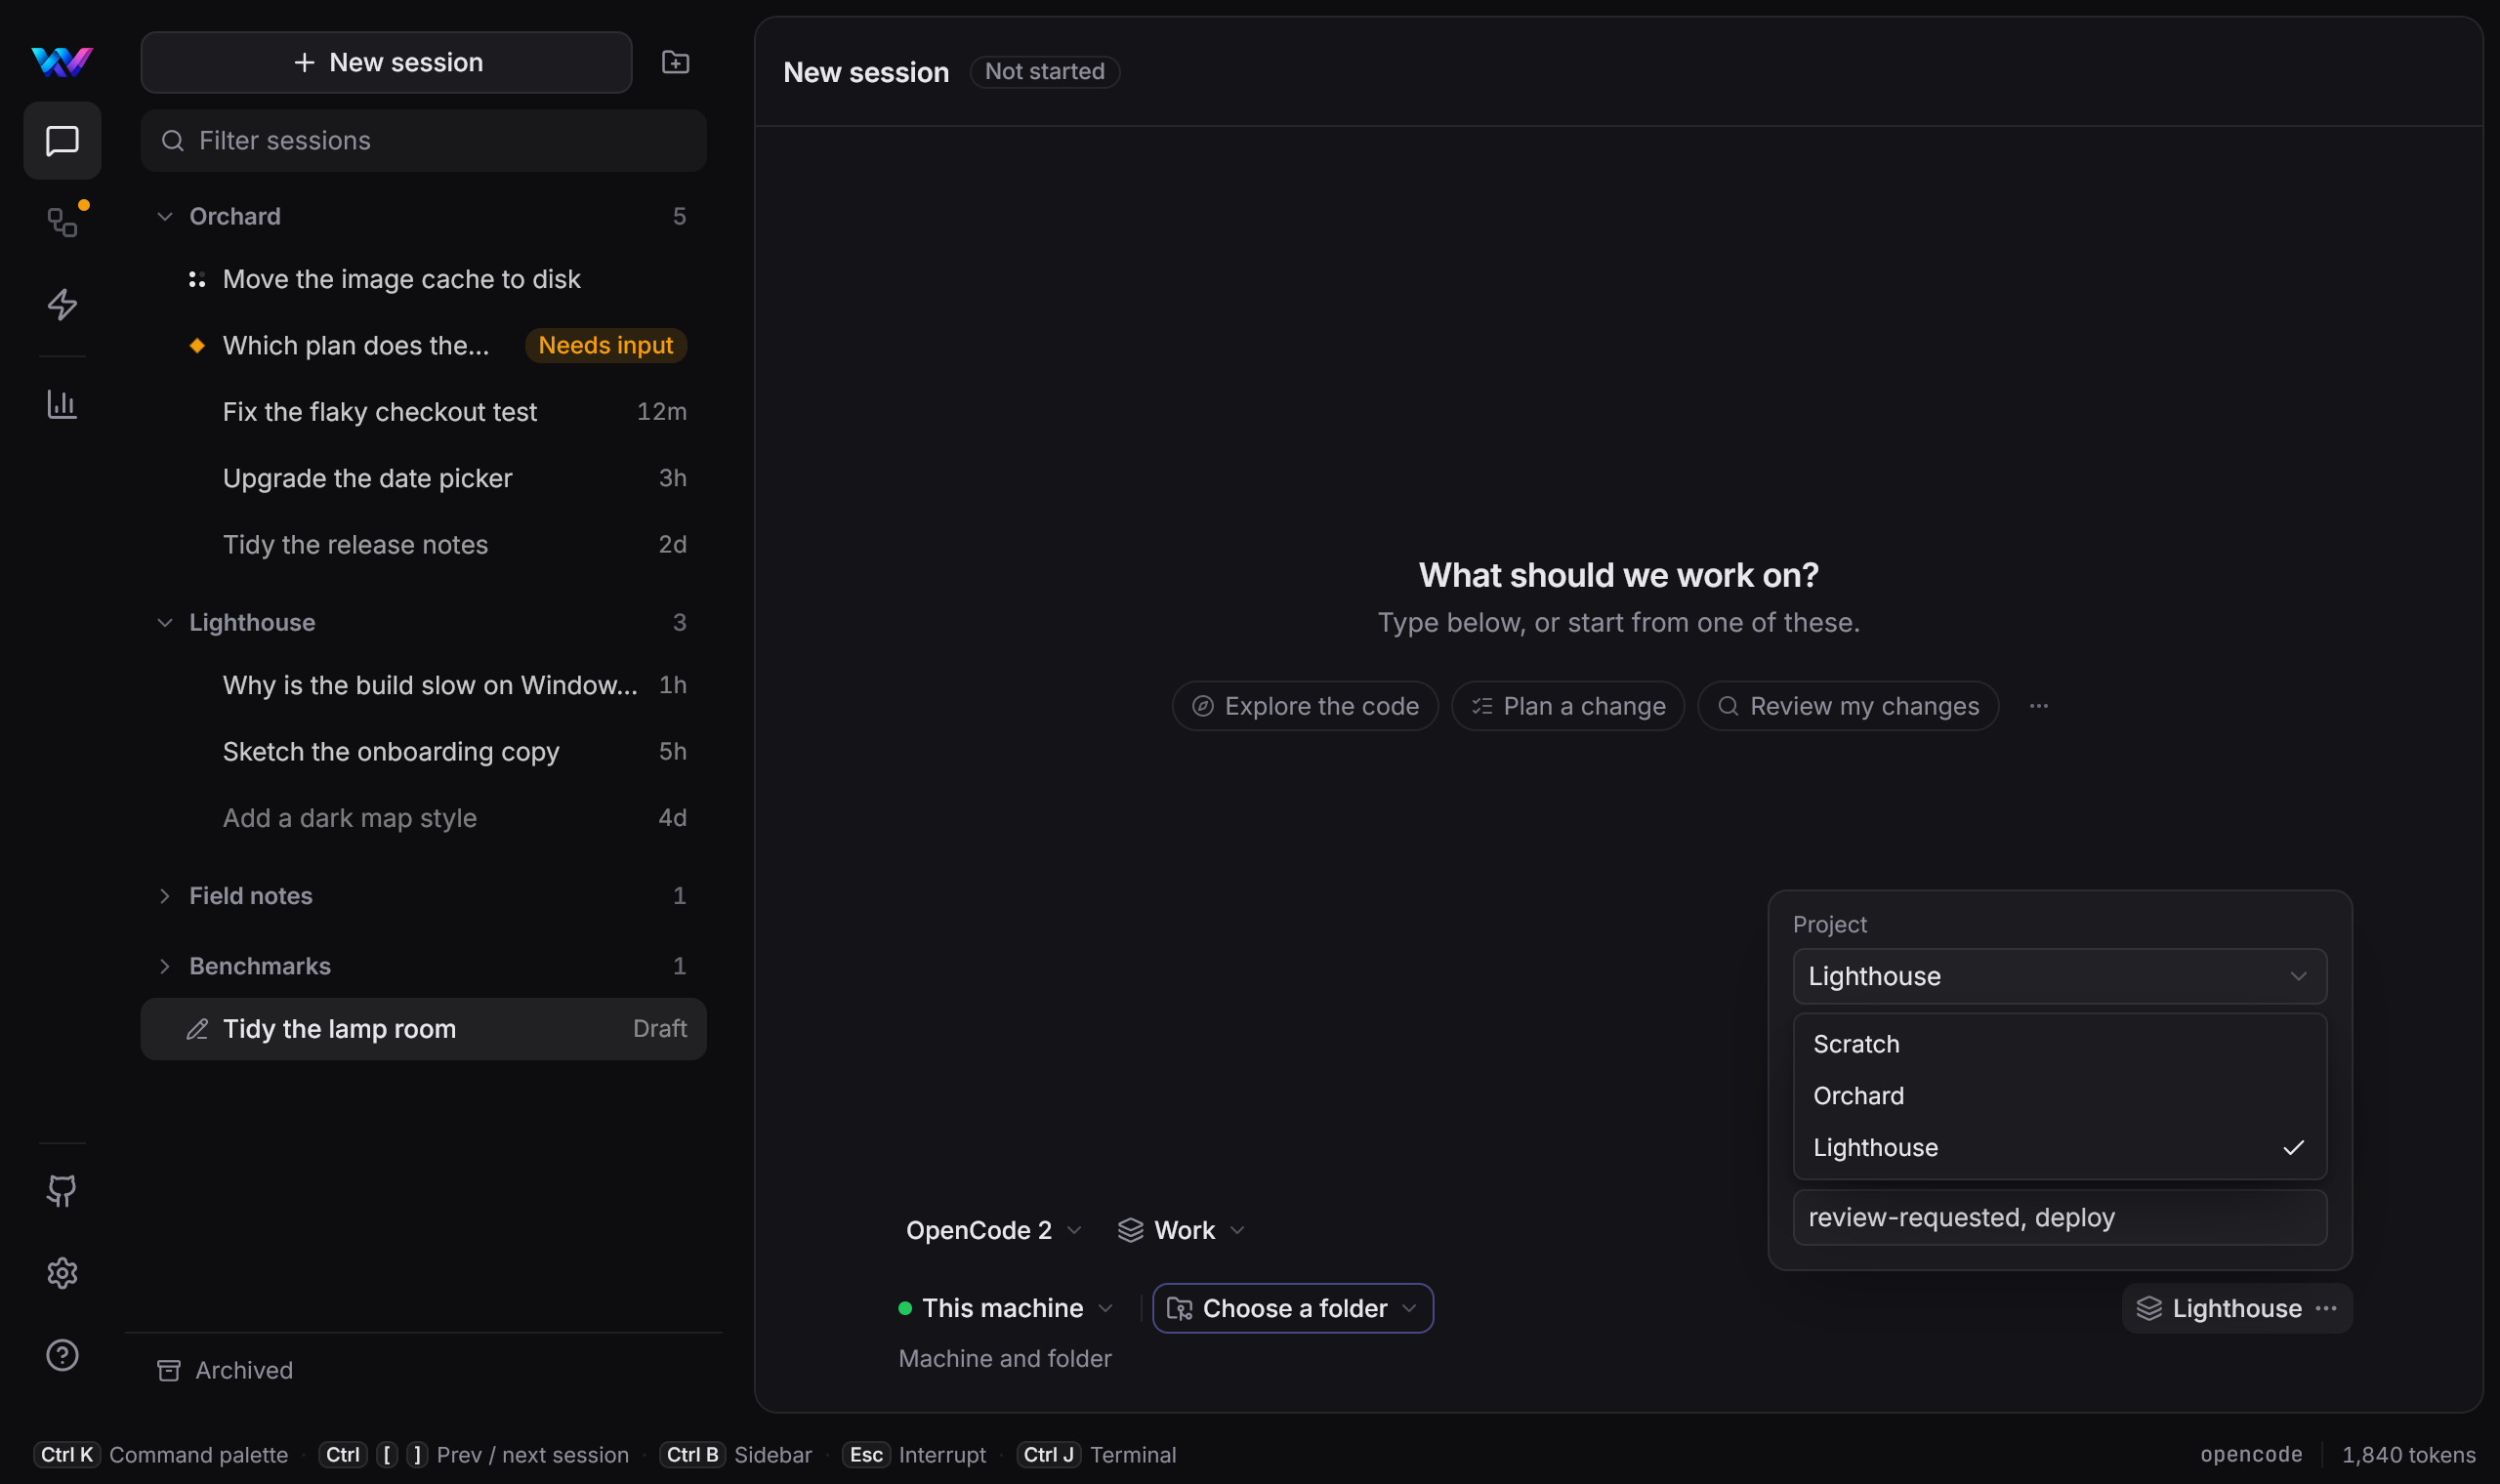 New session
Filter sessions
Orchard 5
Move the image cache to disk
Which plan does the... Needs input
Fix the flaky checkout test 12m
Upgrade the date picker 3h
Tidy the release notes 2d
Lighthouse 3
Why is the build slow on Window... 1h
Sketch the onboarding copy 5h
Add a dark map style 4d
Field notes 1
Benchmarks 1
Tidy the lamp room Draft
Archived
New session Not started
What should we work on?
Type below, or start from one of these.
Explore the code Plan a change Review my changes
Project
Lighthouse
Scratch
Orchard
Lighthouse
review-requested, deploy
OpenCode 2 Work
This machine Choose a folder Lighthouse
Machine and folder
Ctrl K Command palette · Ctrl [ ] Prev / next session · Ctrl B Sidebar · Esc Interrupt · Ctrl J Terminal opencode 1,840 tokens